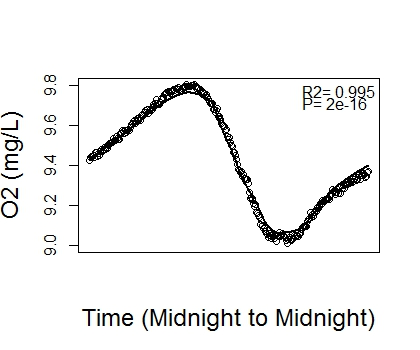 9.8
R2= 0.995
P= 2e-16
9.6
9.4
9.2
9.0
O2 (mg/L)
Time (Midnight to Midnight)